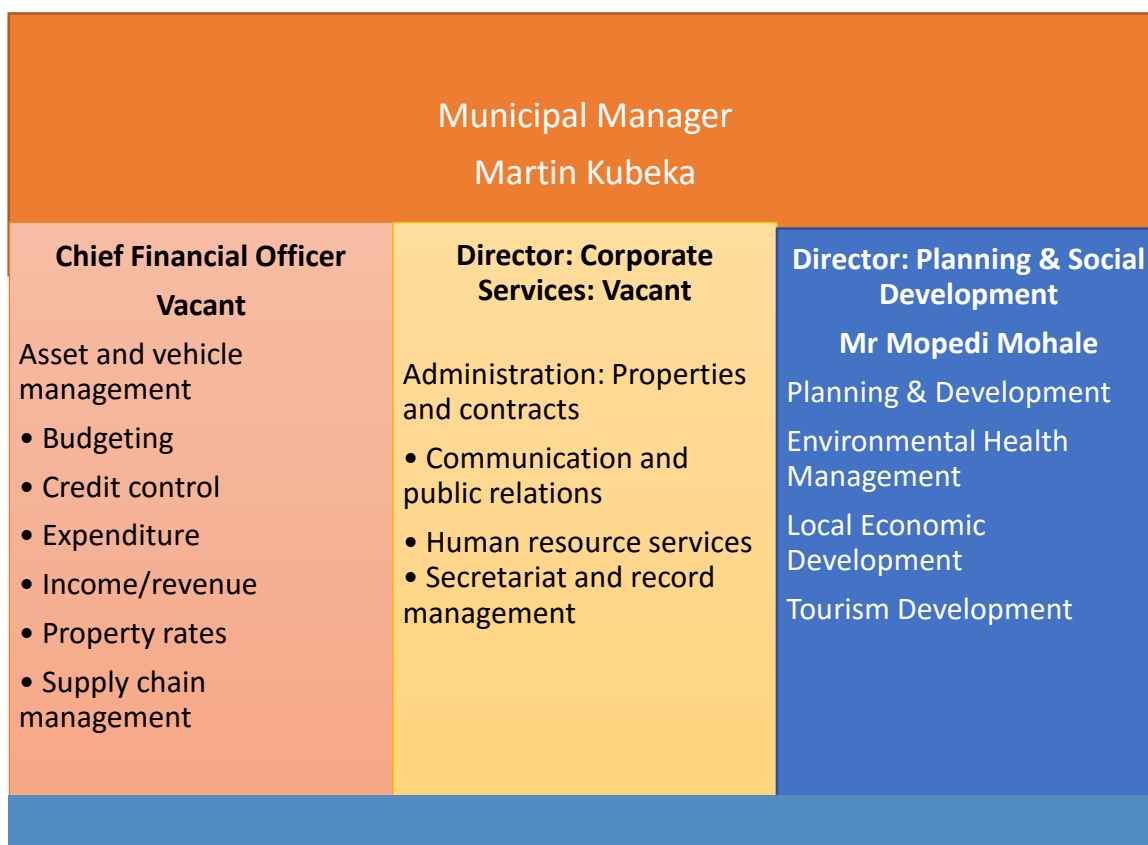 Municipal Manager
Martin Kubeka
Chief Financial Officer
Vacant
Asset and vehicle
management
• Budgeting
• Credit control
• Expenditure
• Income/revenue
• Property rates
• Supply chain
management
Director: Corporate
Services: Vacant
Administration: Properties
and contracts
• Communication and
public relations
• Human resource services
• Secretariat and record
management
Director: Planning & Social
Development
Mr Mopedi Mohale
Planning & Development
Environmental Health
Management
Local Economic
Development
Tourism Development